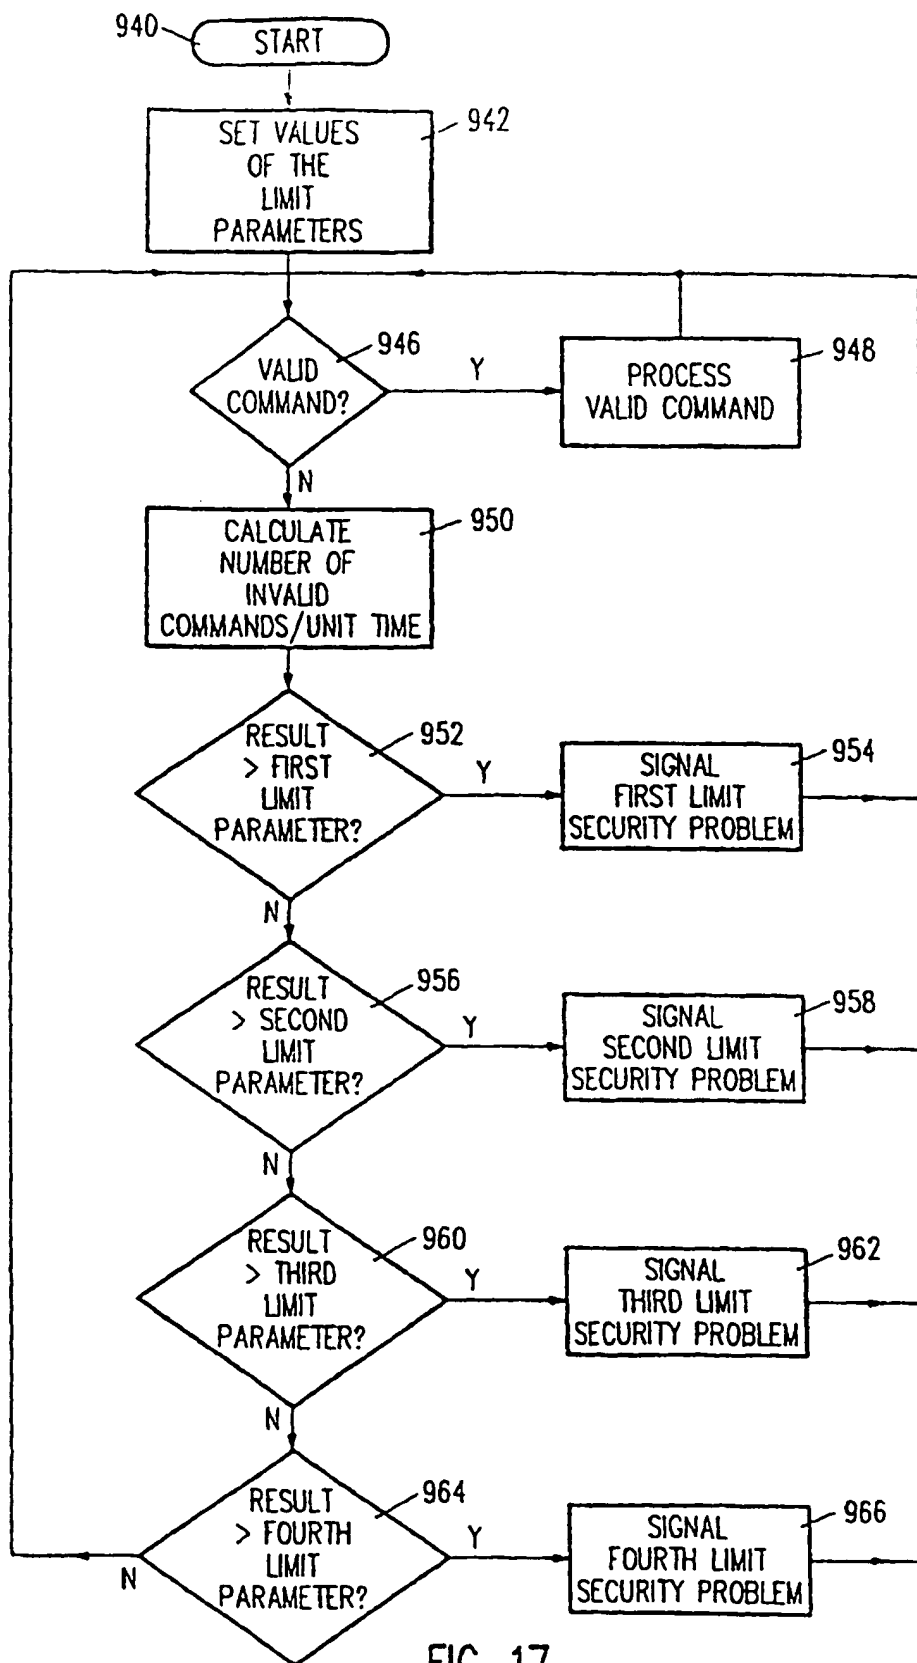 940
START
942
SET VALUES
OF THE
LIMIT
PARAMETERS
946
VALID
COMMAND?
Y
948
PROCESS
VALID COMMAND
N
950
CALCULATE
NUMBER OF
INVALID
COMMANDS/UNIT TIME
952
RESULT
> FIRST
LIMIT
PARAMETER?
Y
954
SIGNAL
FIRST LIMIT
SECURITY PROBLEM
N
956
RESULT
> SECOND
LIMIT
PARAMETER?
Y
958
SIGNAL
SECOND LIMIT
SECURITY PROBLEM
N
960
RESULT
> THIRD
LIMIT
PARAMETER?
Y
962
SIGNAL
THIRD LIMIT
SECURITY PROBLEM
N
964
RESULT
> FOURTH
LIMIT
PARAMETER?
Y
966
SIGNAL
FOURTH LIMIT
SECURITY PROBLEM
N
FIG. 17